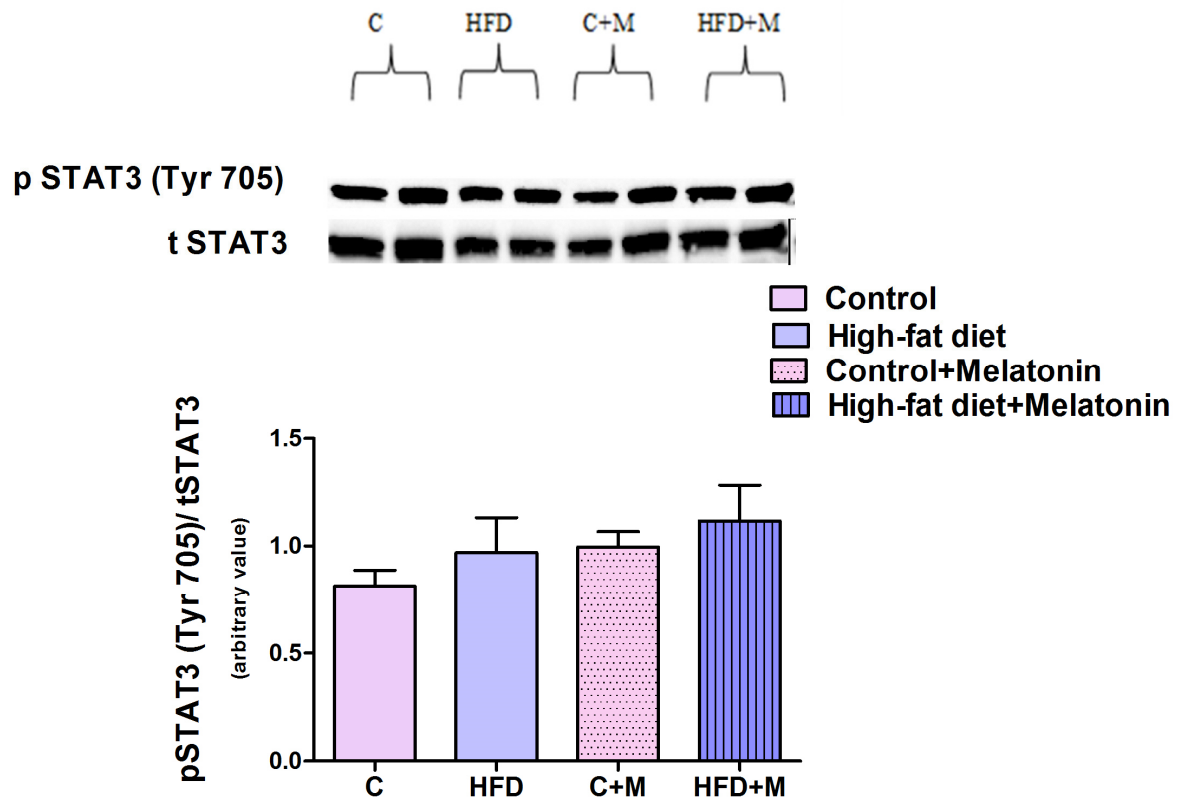 C HFD C+M HFD+M
p STAT3 (Tyr 705)
t STAT3
Control
High-fat diet
Control+Melatonin
High-fat diet+Melatonin
pSTAT3 (Tyr 705)/ tSTAT3
(arbitrary value)
1.5
1.0
0.5
0.0
C HFD C+M HFD+M